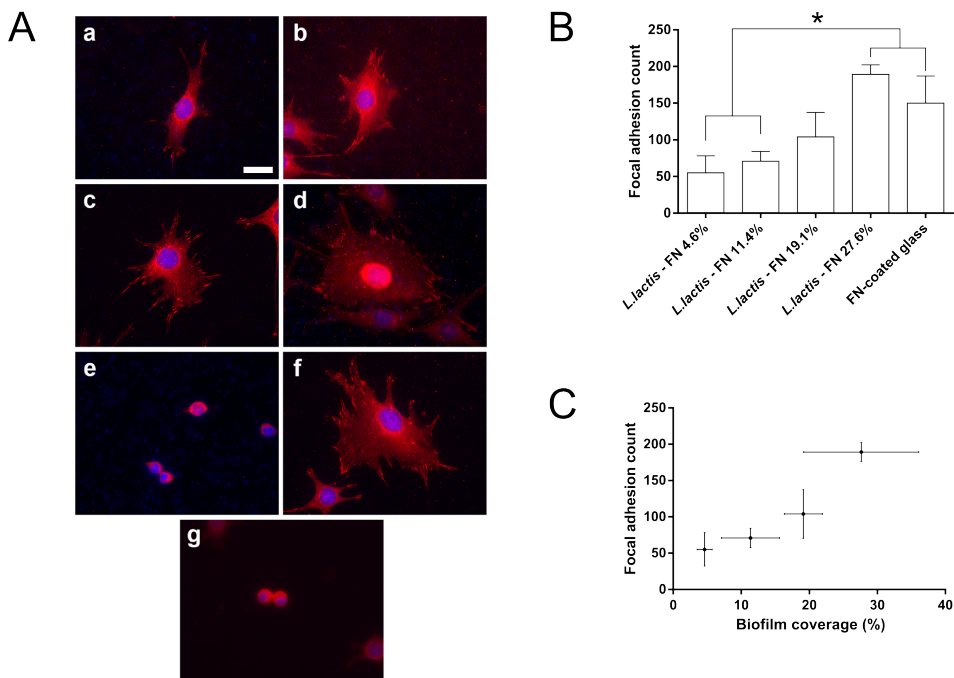 A
a
b
c
d
e
f
g
B
*
250
200
150
100
50
0
Focal adhesion count
L.lactis - FN 4.6%
L.lactis - FN 11.4%
L.lactis - FN 19.1%
L.lactis - FN 27.6%
FN-coated glass
C
250
200
150
100
50
0
Focal adhesion count
0
10
20
30
40
Biofilm coverage (%)